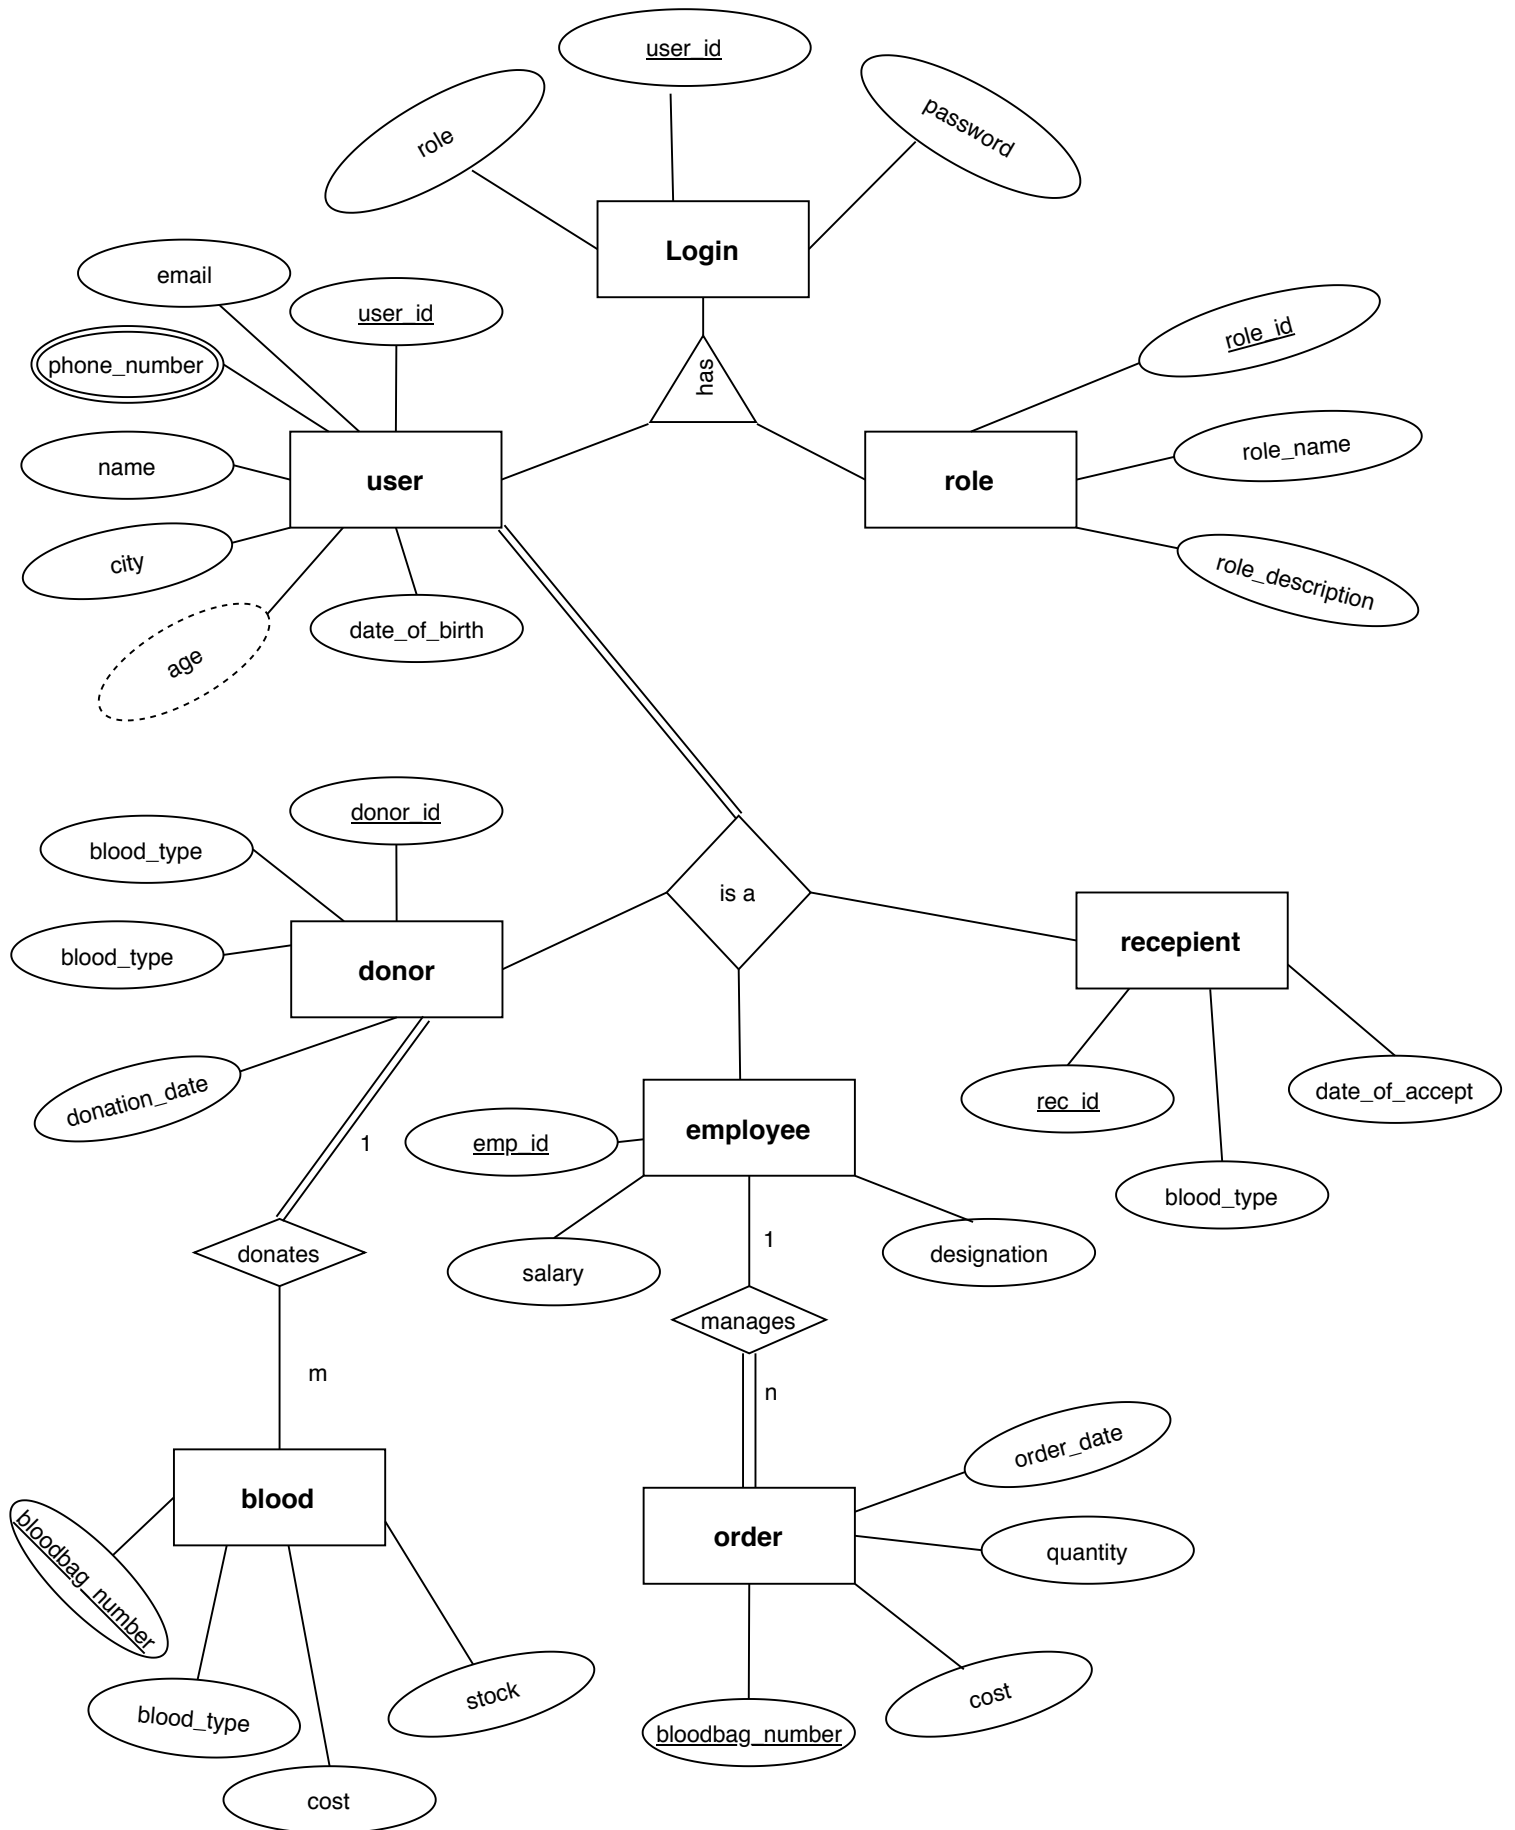 user_id
role
password
Login
email
user_id
phone_number
has
role_id
name
user
role
role_name
city
role_description
age
date_of_birth
donor_id
blood_type
is a
blood_type
donor
recepient
donation_date
1
emp_id
employee
rec_id
date_of_accept
blood_type
donates
salary
1
designation
manages
m
n
order_date
blood
order
quantity
bloodbag_number
blood_type
stock
cost
bloodbag_number
cost